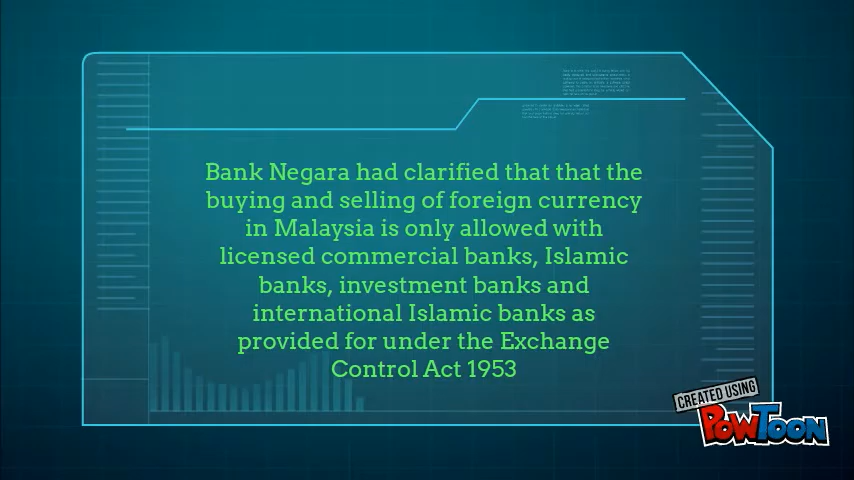 Bank Negara had clarified that that the
buying and selling of foreign currency
in Malaysia is only allowed with
licensed commercial banks, Islamic
banks, investment banks and
international Islamic banks as
provided for under the Exchange
Control Act 1953
CREATED USING
PowToon